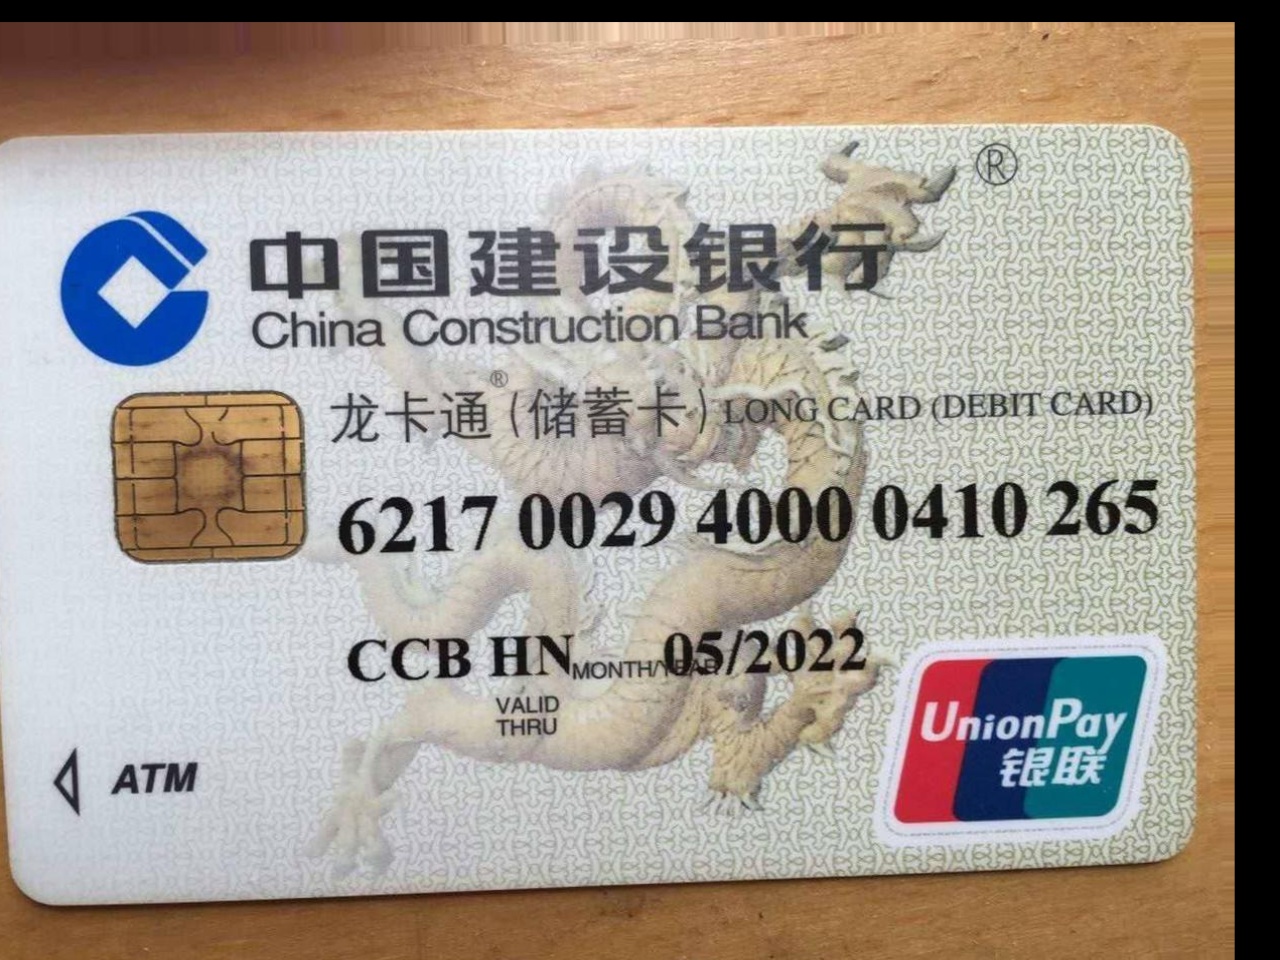 ®
中国建设银行
China Construction Bank
龙卡通®(储蓄卡) LONG CARD (DEBIT CARD)
6217 0029 4000 0410 265
CCB HN MONTH/YEAR 05/2022
VALID
THRU
ATM
UnionPay
银联